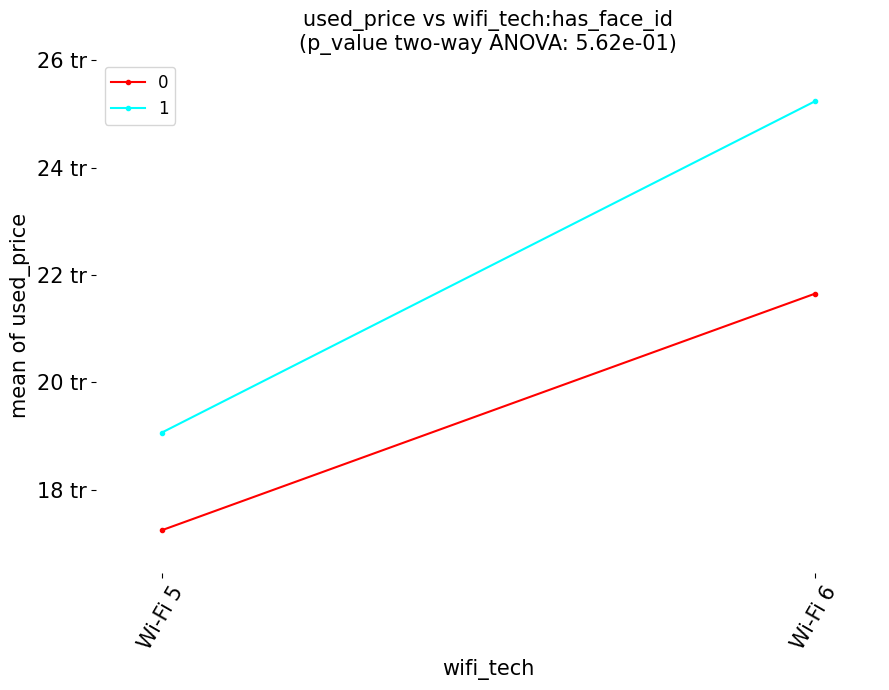 used_price vs wifi_tech:has_face_id
(p_value two-way ANOVA: 5.62e-01)
26 tr
24 tr
22 tr
20 tr
18 tr
mean of used_price
0
1
Wi-Fi 5
Wi-Fi 6
wifi_tech